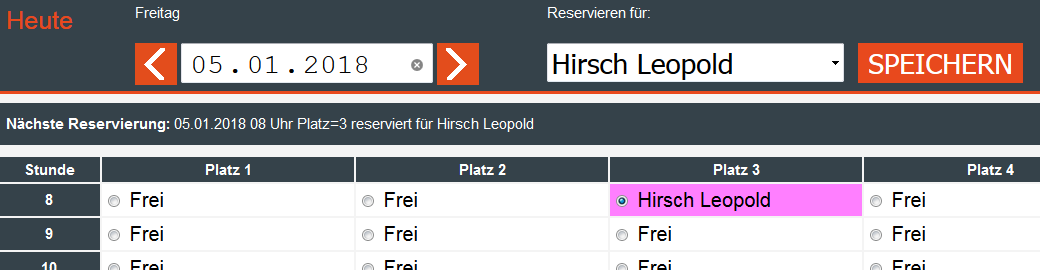 Heute
Freitag
Reservieren für:
05.01.2018
Hirsch Leopold
SPEICHERN
Nächste Reservierung: 05.01.2018 08 Uhr Platz=3 reserviert für Hirsch Leopold
Stunde Platz 1 Platz 2 Platz 3 Platz 4
8 Frei Frei Hirsch Leopold Frei
9 Frei Frei Frei Frei
10 Frei Frei Frei Frei